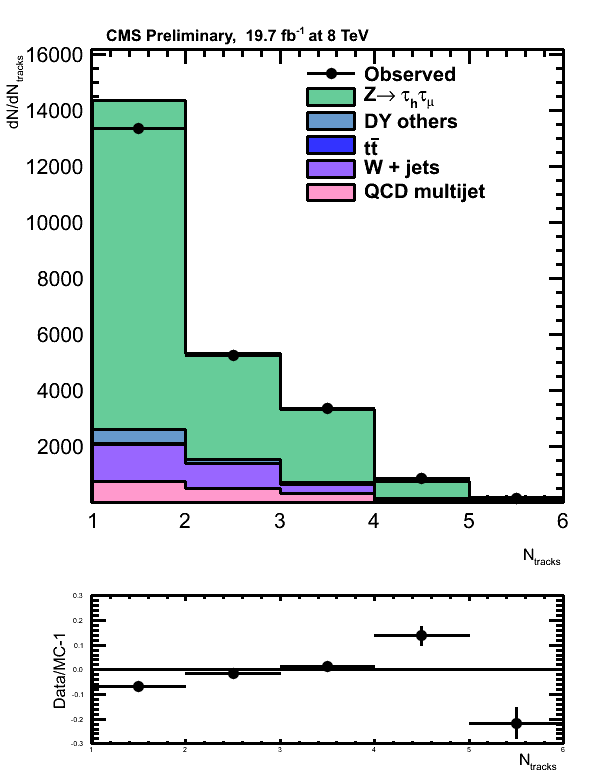 CMS Preliminary, 19.7 fb⁻¹ at 8 TeV
dN/dN_tracks
16000
14000
12000
10000
8000
6000
4000
2000
Observed
Z→ τ_hτ_μ
DY others
tt̄
W + jets
QCD multijet
1 2 3 4 5 6
N_tracks
Data/MC-1
0.3
0.2
0.1
0.0
-0.1
-0.2
-0.3
1 2 3 4 5 6
N_tracks